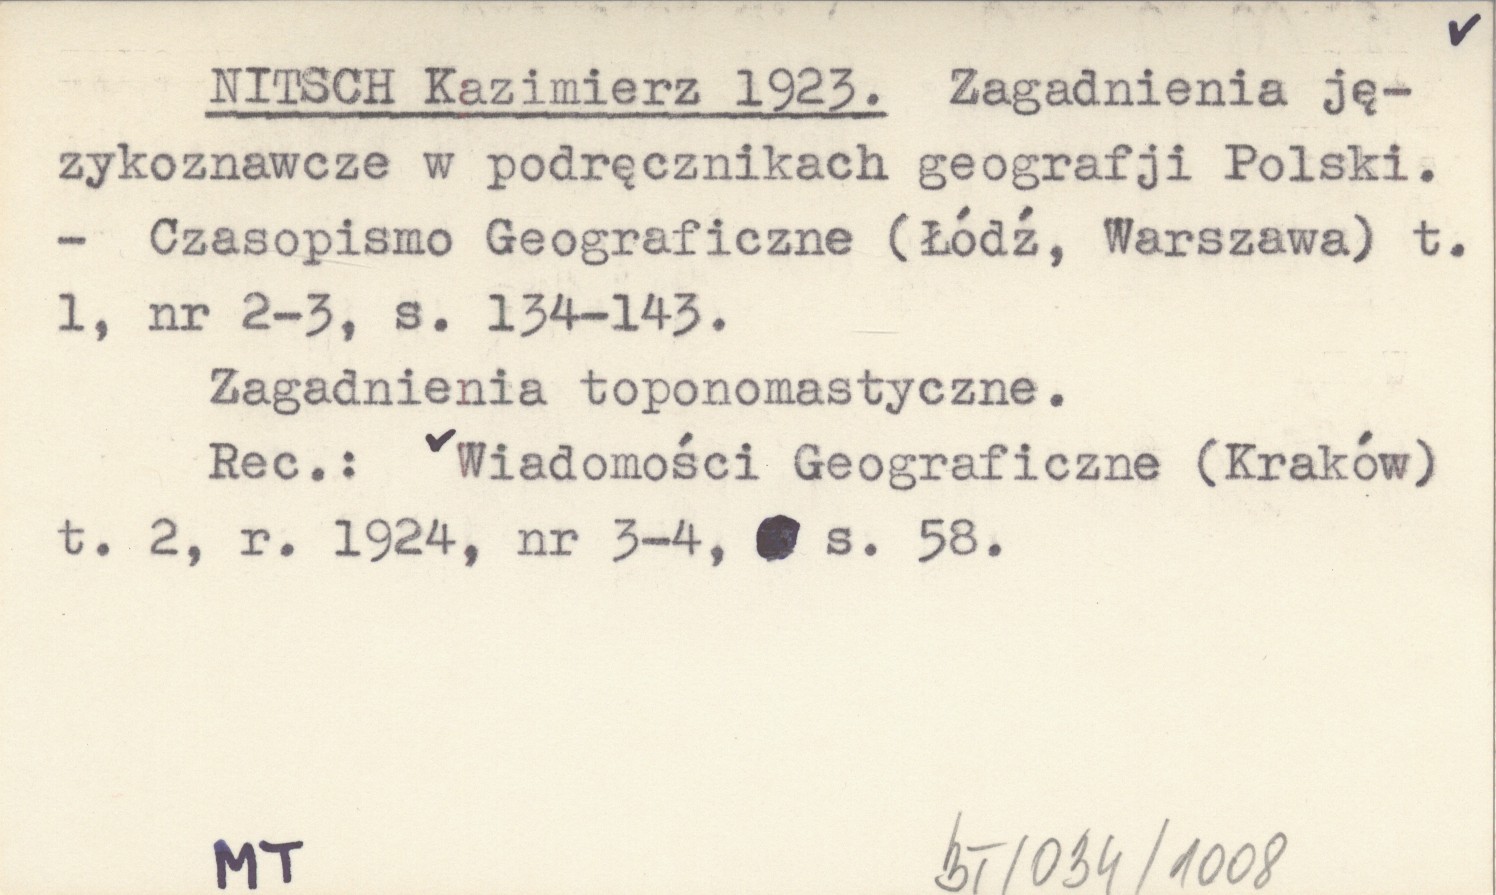 NITSCH Kazimierz 1923. Zagadnienia ję-
zykoznawcze w podręcznikach geografji Polski.
- Czasopismo Geograficzne (Łódź, Warszawa) t.
1, nr 2-3, s. 134-143.
Zagadnienia toponomastyczne.
Rec.: ✓Wiadomości Geograficzne (Kraków)
t. 2, r. 1924, nr 3-4, s. 58.
MT
/034/1008